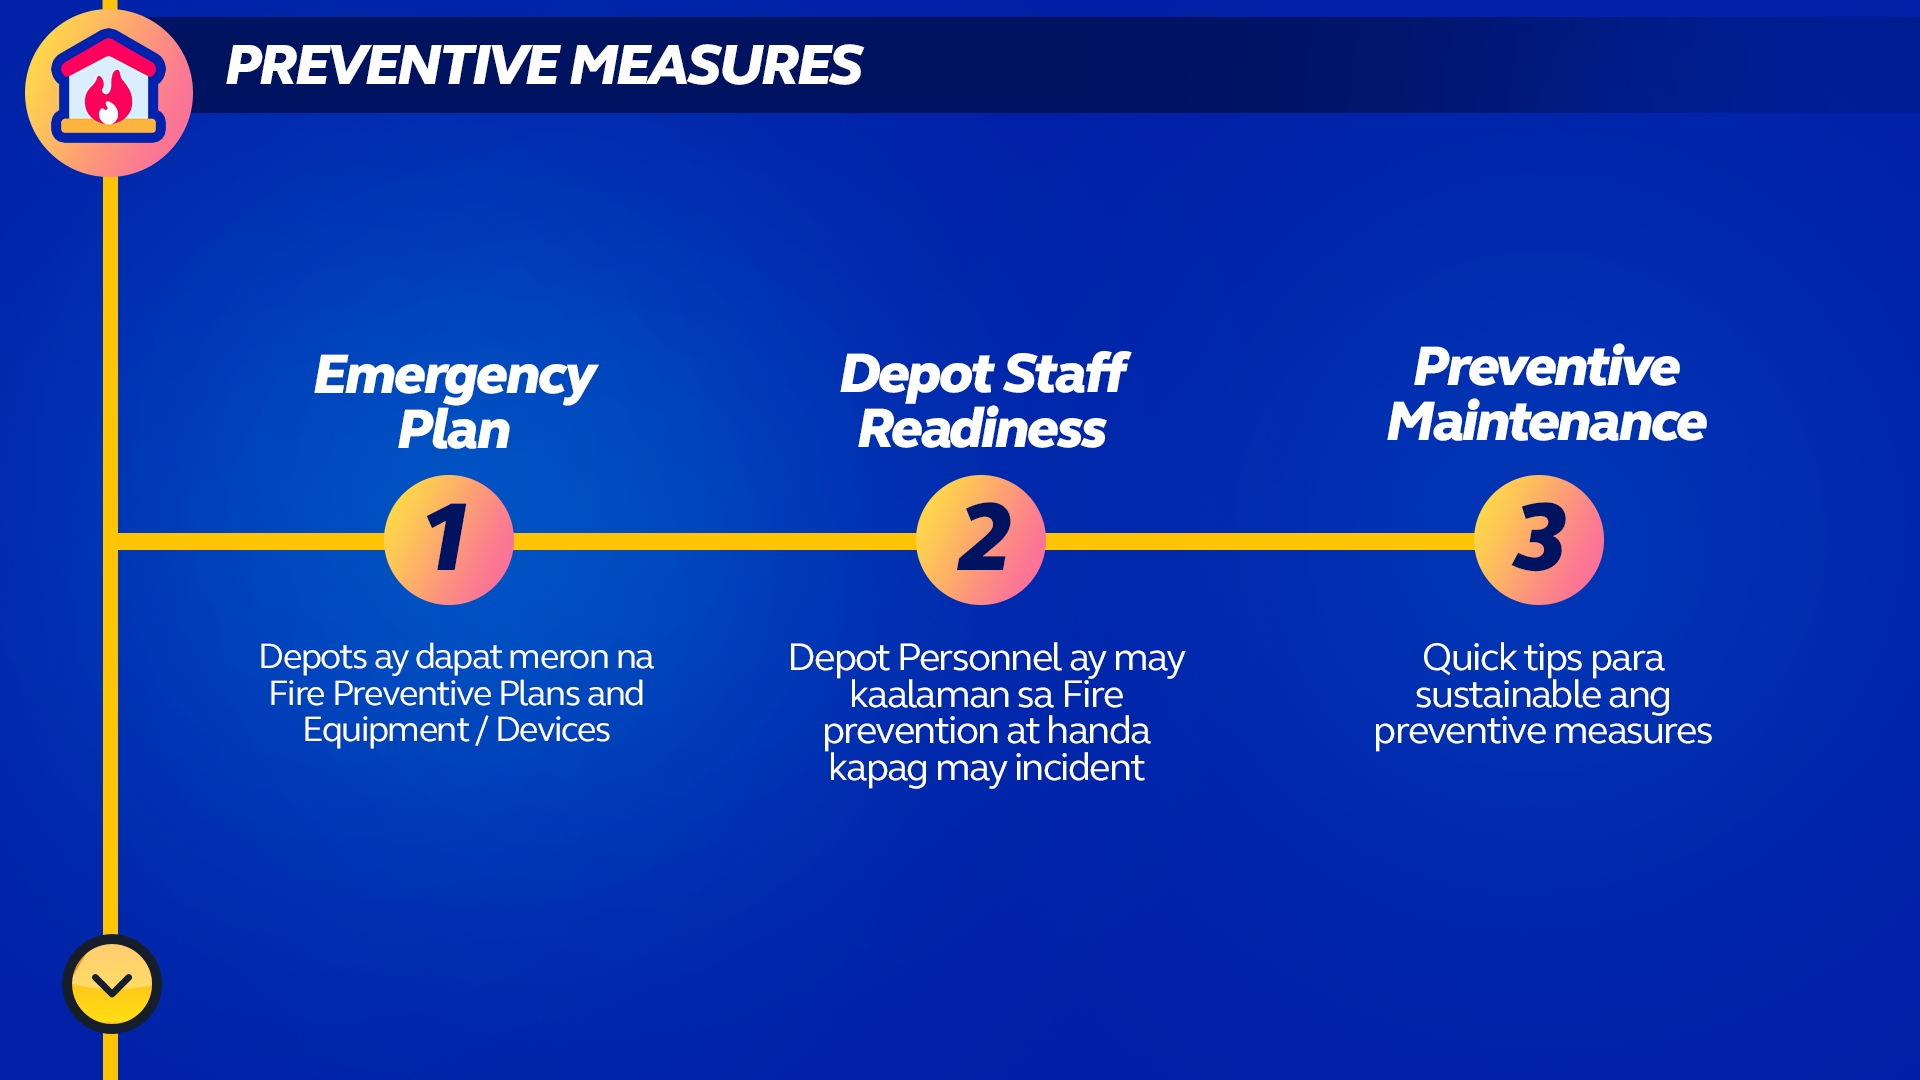 PREVENTIVE MEASURES
Emergency
Plan
1
Depots ay dapat meron na
Fire Preventive Plans and
Equipment / Devices
Depot Staff
Readiness
2
Depot Personnel ay may
kaalaman sa Fire
prevention at handa
kapag may incident
Preventive
Maintenance
3
Quick tips para
sustainable ang
preventive measures